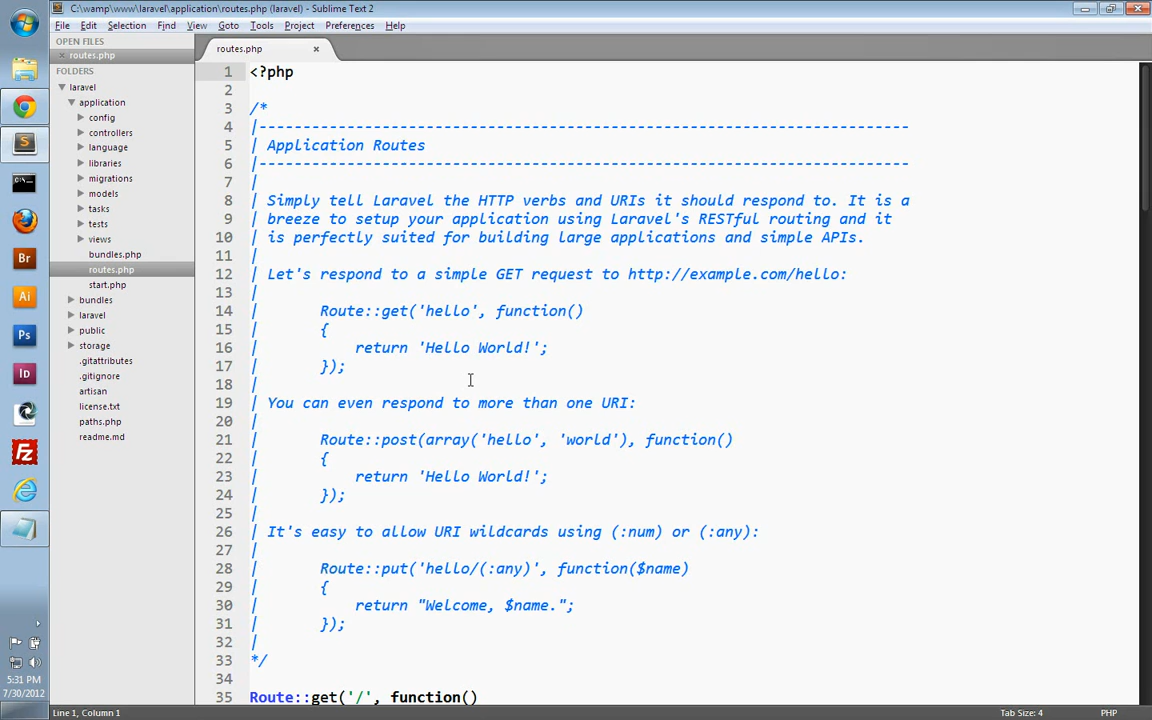 C:\wamp\www\laravel\application\routes.php (laravel) - Sublime Text 2
File Edit Selection Find View Goto Tools Project Preferences Help
OPEN FILES
routes.php
FOLDERS
laravel
application
config
controllers
language
libraries
migrations
models
tasks
tests
views
bundles.php
routes.php
start.php
bundles
laravel
public
storage
.gitattributes
.gitignore
artisan
license.txt
paths.php
readme.md
Br
Ai
Ps
Id
Fz
5:31 PM
7/30/2012
routes.php
1 <?php
2
3 /*
4 |--------------------------------------------------------------------------
5 | Application Routes
6 |--------------------------------------------------------------------------
7 |
8 | Simply tell Laravel the HTTP verbs and URIs it should respond to. It is a
9 | breeze to setup your application using Laravel's RESTful routing and it
10 | is perfectly suited for building large applications and simple APIs.
11 |
12 | Let's respond to a simple GET request to http://example.com/hello:
13 |
14 | Route::get('hello', function()
15 | {
16 | return 'Hello World!';
17 | });
18 |
19 | You can even respond to more than one URI:
20 |
21 | Route::post(array('hello', 'world'), function()
22 | {
23 | return 'Hello World!';
24 | });
25 |
26 | It's easy to allow URI wildcards using (:num) or (:any):
27 |
28 | Route::put('hello/(:any)', function($name)
29 | {
30 | return "Welcome, $name.";
31 | });
32 |
33 */
34
35 Route::get('/', function()
Line 1, Column 1
Tab Size: 4
PHP